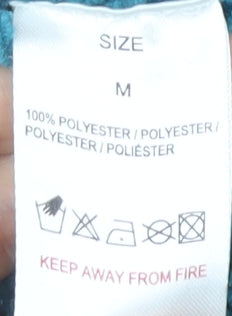 SIZE
M
100% POLYESTER / POLYESTER /
POLYESTER / POLIÉSTER
KEEP AWAY FROM FIRE